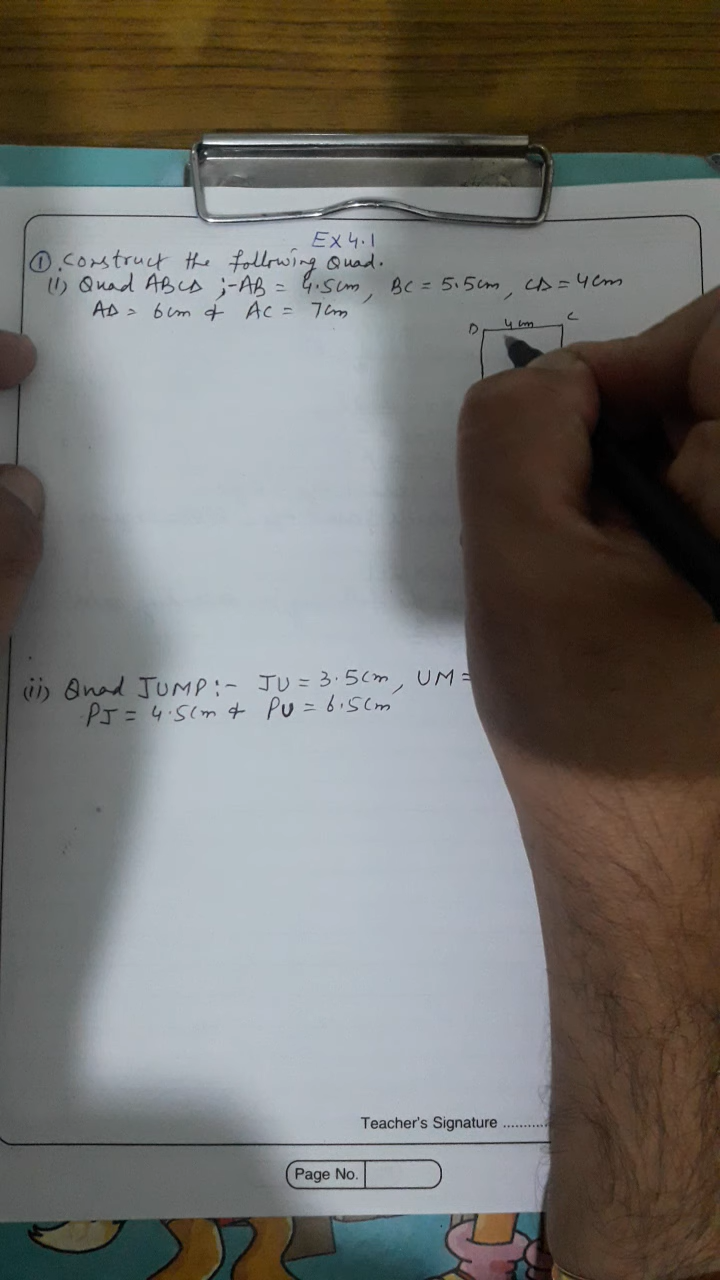 EX 4.1
① Construct the following Quad.
(i) Quad ABCD ;- AB = 4.5cm, BC = 5.5cm, CD = 4cm
AD = 6cm & AC = 7cm
D 4cm C
(ii) Quad JUMP :- JU = 3.5cm, UM =
PJ = 4.5cm & PU = 6.5cm
Teacher's Signature ..........
Page No.